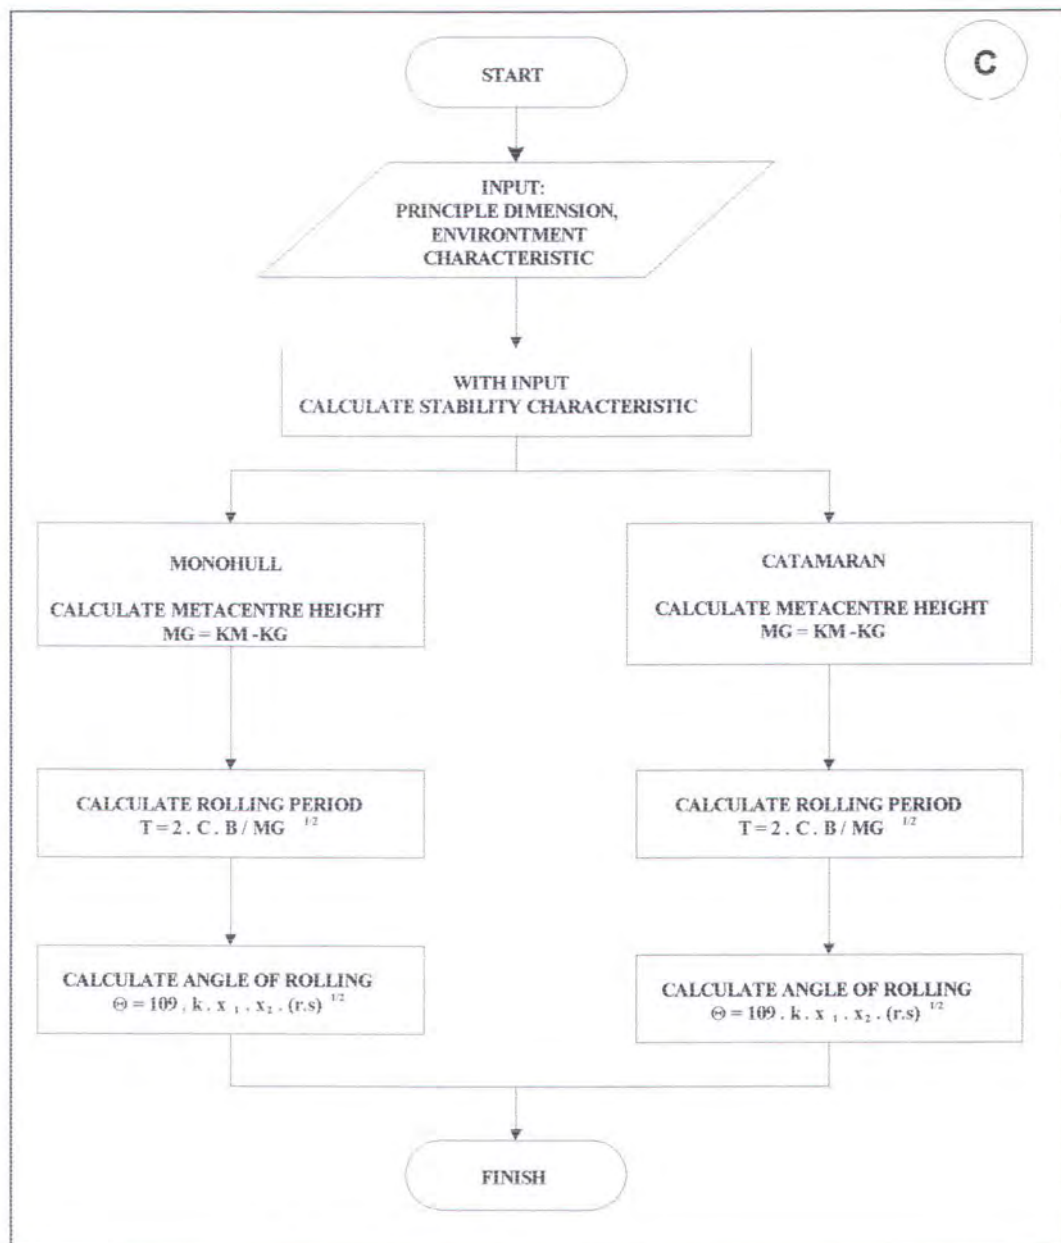 C
START
INPUT:
PRINCIPLE DIMENSION,
ENVIRONTMENT
CHARACTERISTIC
WITH INPUT
CALCULATE STABILITY CHARACTERISTIC
MONOHULL
CALCULATE METACENTRE HEIGHT
MG = KM -KG
CALCULATE ROLLING PERIOD
T = 2 . C . B / MG 1/2
CALCULATE ANGLE OF ROLLING
Θ = 109 . k . x 1 . x2 . (r.s) 1/2
CATAMARAN
CALCULATE METACENTRE HEIGHT
MG = KM -KG
CALCULATE ROLLING PERIOD
T = 2 . C . B / MG 1/2
CALCULATE ANGLE OF ROLLING
Θ = 109 . k . x 1 . x2 . (r.s) 1/2
FINISH